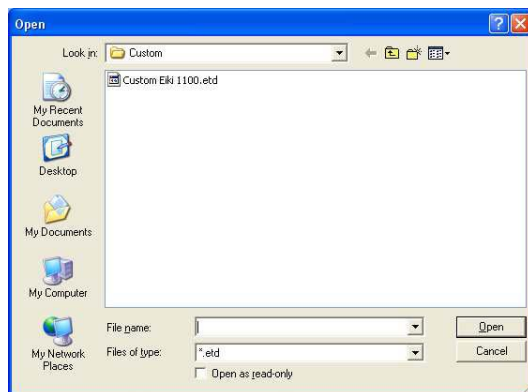 Open
Look in:
Custom
Custom Eiki 1100.etd
My Recent
Documents
Desktop
My Documents
My Computer
My Network
Places
File name:
Open
Files of type:
*.etd
Cancel
Open as read-only